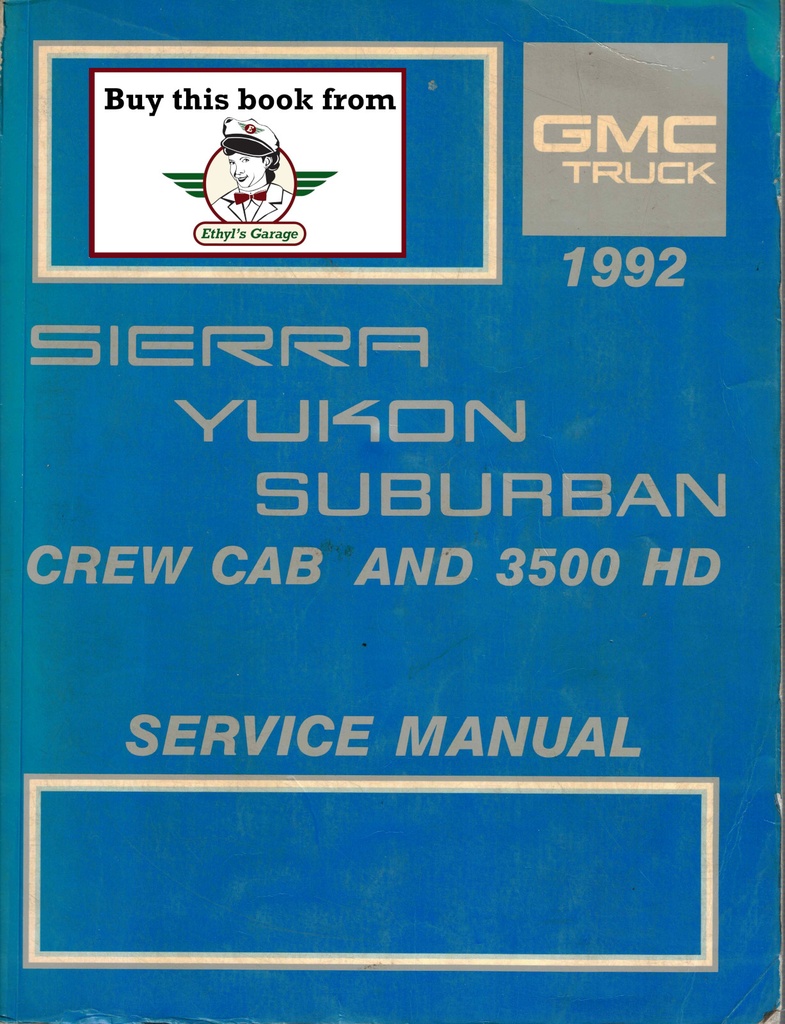 Buy this book from
E
Ethyl's Garage
GMC
TRUCK
1992
SIERRA
YUKON
SUBURBAN
CREW CAB AND 3500 HD
SERVICE MANUAL